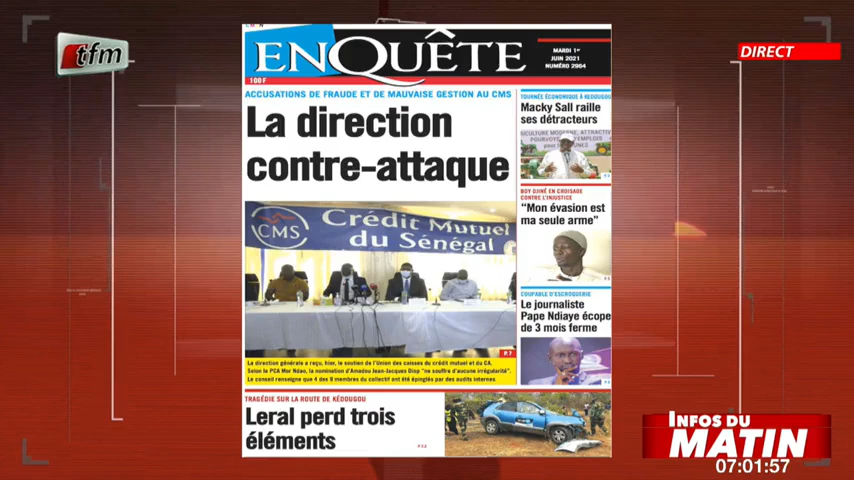 tfm
DIRECT
ENQUÊTE
MARDI 1er
JUIN 2021
NUMÉRO 2964
100 F
ACCUSATIONS DE FRAUDE ET DE MAUVAISE GESTION AU CMS
La direction
contre-attaque
CMS
Crédit Mutuel
du Sénégal
P.7
La direction générale a reçu, hier, le soutien de l'Union des caisses du crédit mutuel et du CA.
Selon le PCA Mor Ndao, la nomination d'Amadou Jean-Jacques Diop "ne souffre d'aucune irrégularité".
Le conseil renseigne que 4 des 8 membres du collectif ont été épinglés par des audits internes.
TOURNÉE ÉCONOMIQUE À KÉDOUGOU
Macky Sall raille
ses détracteurs
BOY DJINÉ EN CROISADE
CONTRE L'INJUSTICE
“Mon évasion est
ma seule arme”
COUPABLE D'ESCROQUERIE
Le journaliste
Pape Ndiaye écope
de 3 mois ferme
TRAGÉDIE SUR LA ROUTE DE KÉDOUGOU
Leral perd trois
éléments
INFOS DU
MATIN
07:01:57